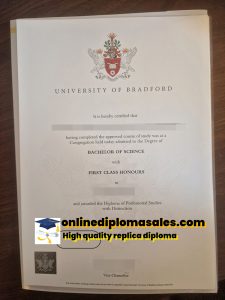 UNIVERSITY OF BRADFORD
It is hereby certified that
having completed the approved course of study was at a
Congregation held today admitted to the Degree of
BACHELOR OF SCIENCE
with
FIRST CLASS HONOURS
in
and awarded the Diploma of Professional Studies
with Distinction
onlinediplomasales.com
High quality replica diploma
Vice-Chancellor